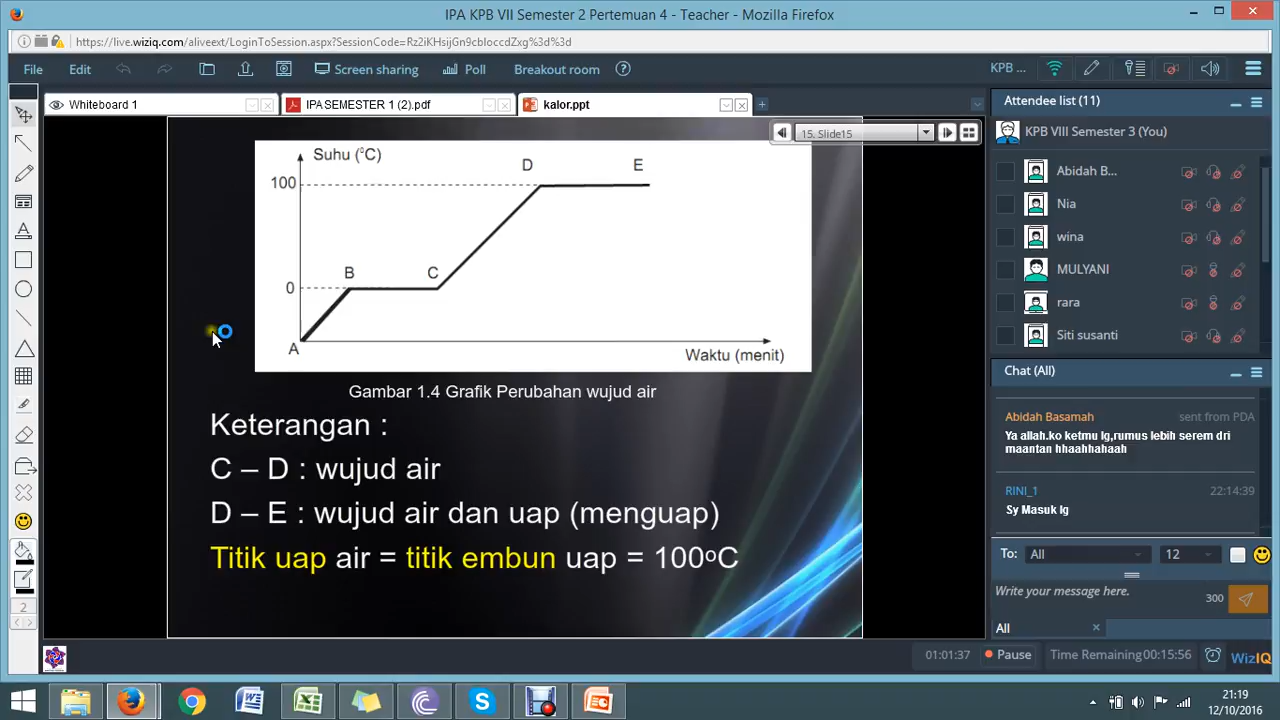 IPA KPB VII Semester 2 Pertemuan 4 - Teacher - Mozilla Firefox
https://live.wiziq.com/aliveext/LoginToSession.aspx?SessionCode=Rz2iKHsijGn9cbloccdZxg%3d%3d
File Edit Screen sharing Poll Breakout room KPB ...
Whiteboard 1
IPASEMESTER 1 (2).pdf
kalor.ppt
15. Slide15
Suhu (°C)
D E
100
B C
0
A
Waktu (menit)
Gambar 1.4 Grafik Perubahan wujud air
Keterangan :
C – D : wujud air
D – E : wujud air dan uap (menguap)
Titik uap air = titik embun uap = 100°C
2
Attendee list (11)
KPB VIII Semester 3 (You)
Abidah B...
Nia
wina
MULYANI
rara
Siti susanti
Chat (All)
Abidah Basamah sent from PDA
Ya allah.ko ketmu lg,rumus lebih serem dri
maantan hhaahhahaah
RINI_1 22:14:39
Sy Masuk lg
To: All 12
Write your message here. 300
All
01:01:37 Pause Time Remaining 00:15:56 WizIQ
21:19
12/10/2016